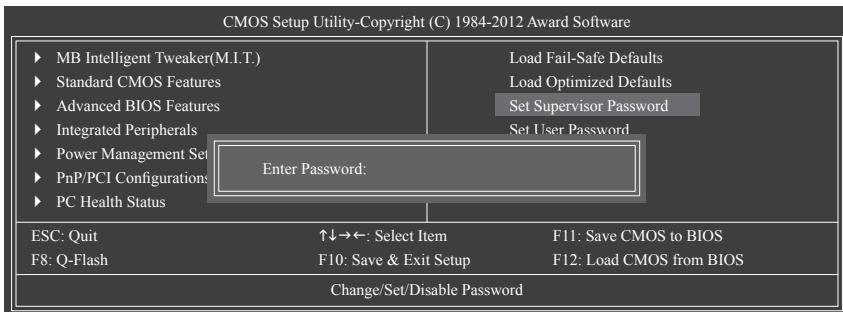 CMOS Setup Utility-Copyright (C) 1984-2012 Award Software
MB Intelligent Tweaker(M.I.T.)
Standard CMOS Features
Advanced BIOS Features
Integrated Peripherals
Power Management Set
PnP/PCI Configurations
PC Health Status
Load Fail-Safe Defaults
Load Optimized Defaults
Set Supervisor Password
Set User Password
Enter Password:
ESC: Quit ↑↓→←: Select Item F11: Save CMOS to BIOS
F8: Q-Flash F10: Save & Exit Setup F12: Load CMOS from BIOS
Change/Set/Disable Password